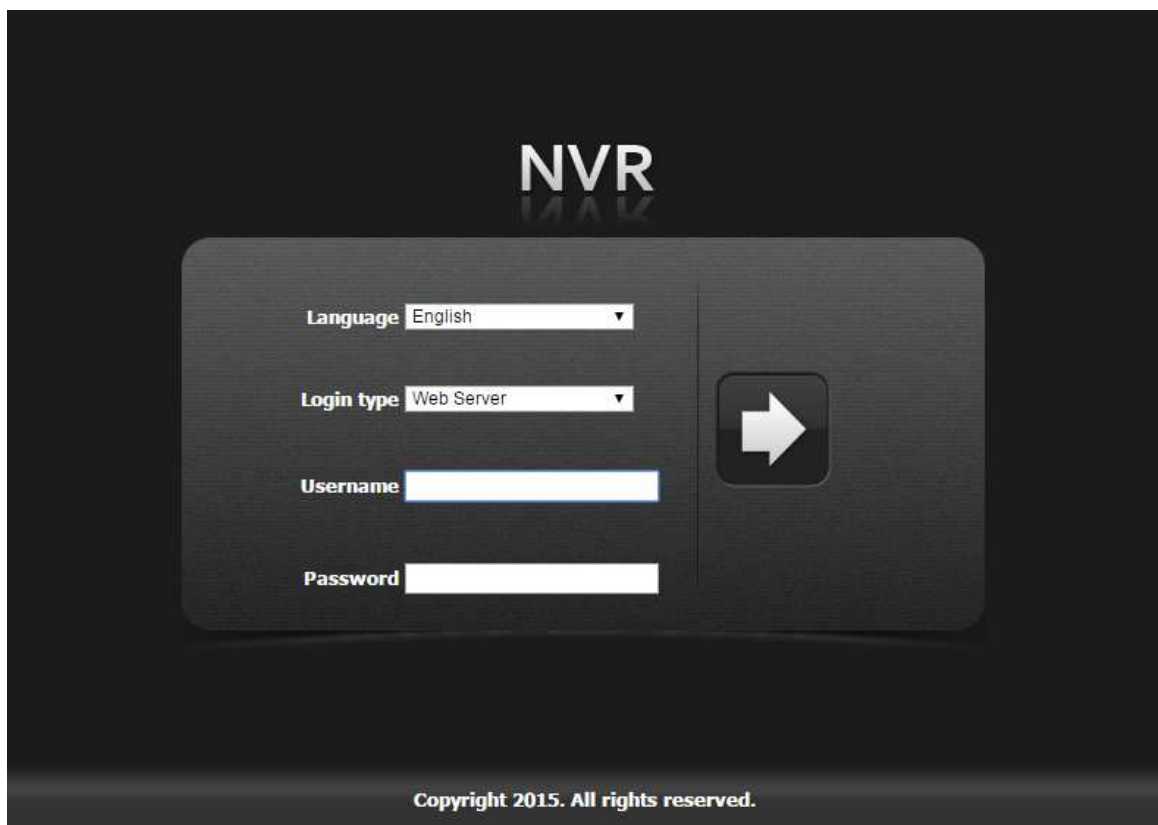 NVR
Language English
Login type Web Server
Username
Password
Copyright 2015. All rights reserved.